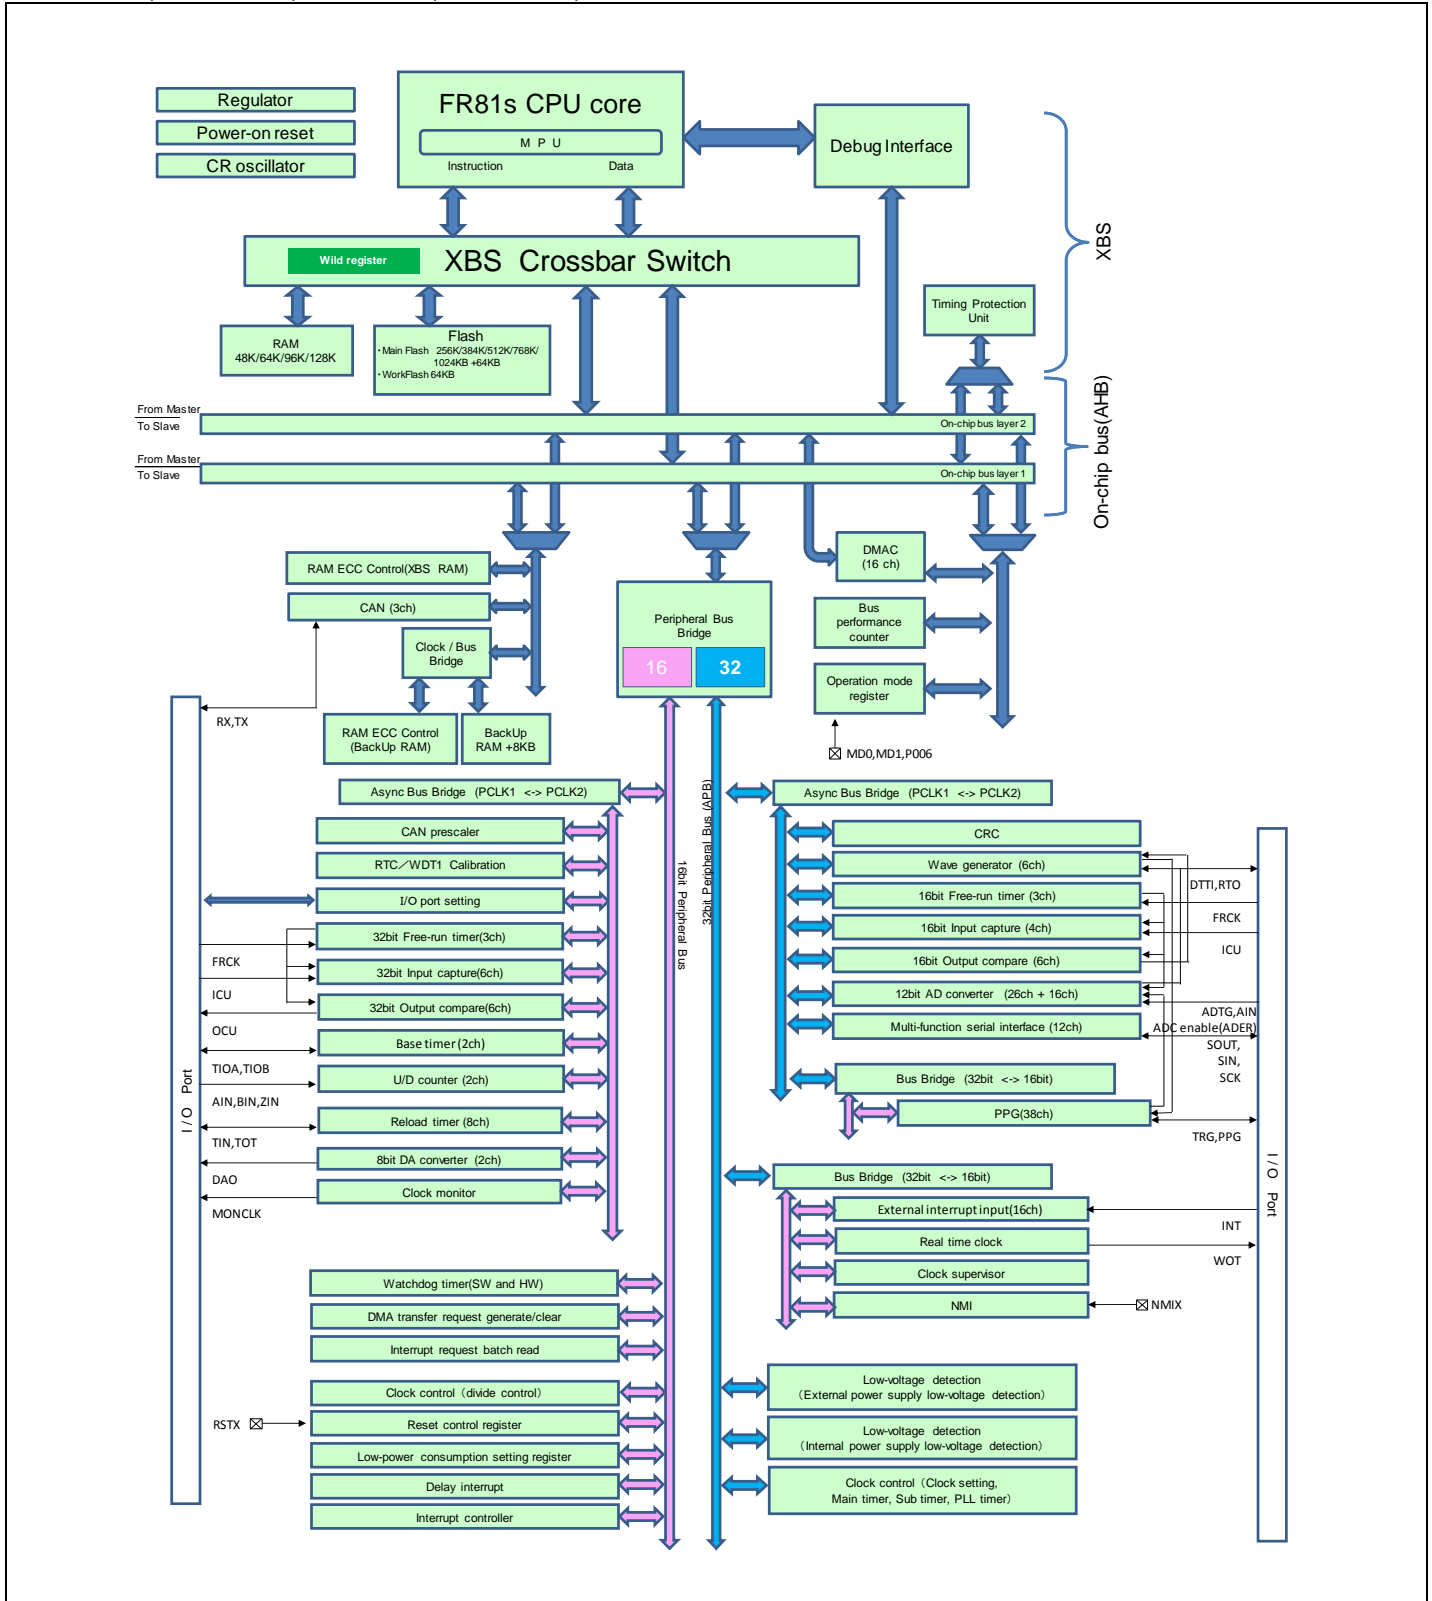 Regulator
Power-on reset
CR oscillator
FR81s CPU core
M P U
Instruction
Data
Debug Interface
XBS
Wild register
XBS Crossbar Switch
Timing Protection
Unit
RAM
48K/64K/96K/128K
Flash
・Main Flash 256K/384K/512K/768K/
1024KB +64KB
・WorkFlash 64KB
On-chip bus(AHB)
From Master
To Slave
On-chip bus layer 2
From Master
To Slave
On-chip bus layer 1
RAM ECC Control(XBS RAM)
CAN (3ch)
Clock / Bus
Bridge
RAM ECC Control
(BackUp RAM)
BackUp
RAM +8KB
RX,TX
Peripheral Bus
Bridge
16
32
DMAC
(16 ch)
Bus
performance
counter
Operation mode
register
MD0,MD1,P006
16bit Peripheral Bus
32bit Peripheral Bus (APB)
Async Bus Bridge (PCLK1 <-> PCLK2)
CAN prescaler
RTC／WDT1 Calibration
I/O port setting
32bit Free-run timer(3ch)
32bit Input capture(6ch)
32bit Output compare(6ch)
Base timer (2ch)
U/D counter (2ch)
Reload timer (8ch)
8bit DA converter (2ch)
Clock monitor
I / O Port
FRCK
ICU
OCU
TIOA,TIOB
AIN,BIN,ZIN
TIN,TOT
DAO
MONCLK
Watchdog timer(SW and HW)
DMA transfer request generate/clear
Interrupt request batch read
Clock control（divide control）
Reset control register
Low-power consumption setting register
Delay interrupt
Interrupt controller
RSTX
Async Bus Bridge (PCLK1 <-> PCLK2)
CRC
Wave generator (6ch)
16bit Free-run timer (3ch)
16bit Input capture (4ch)
16bit Output compare (6ch)
12bit AD converter (26ch + 16ch)
Multi-function serial interface (12ch)
Bus Bridge (32bit <-> 16bit)
PPG(38ch)
DTTI,RTO
FRCK
ICU
ADTG,AIN
ADC enable(ADER)
SOUT,
SIN,
SCK
TRG,PPG
I / O Port
Bus Bridge (32bit <-> 16bit)
External interrupt input(16ch)
Real time clock
Clock supervisor
NMI
INT
WOT
NMIX
Low-voltage detection
（External power supply low-voltage detection）
Low-voltage detection
（Internal power supply low-voltage detection）
Clock control（Clock setting,
Main timer, Sub timer, PLL timer）